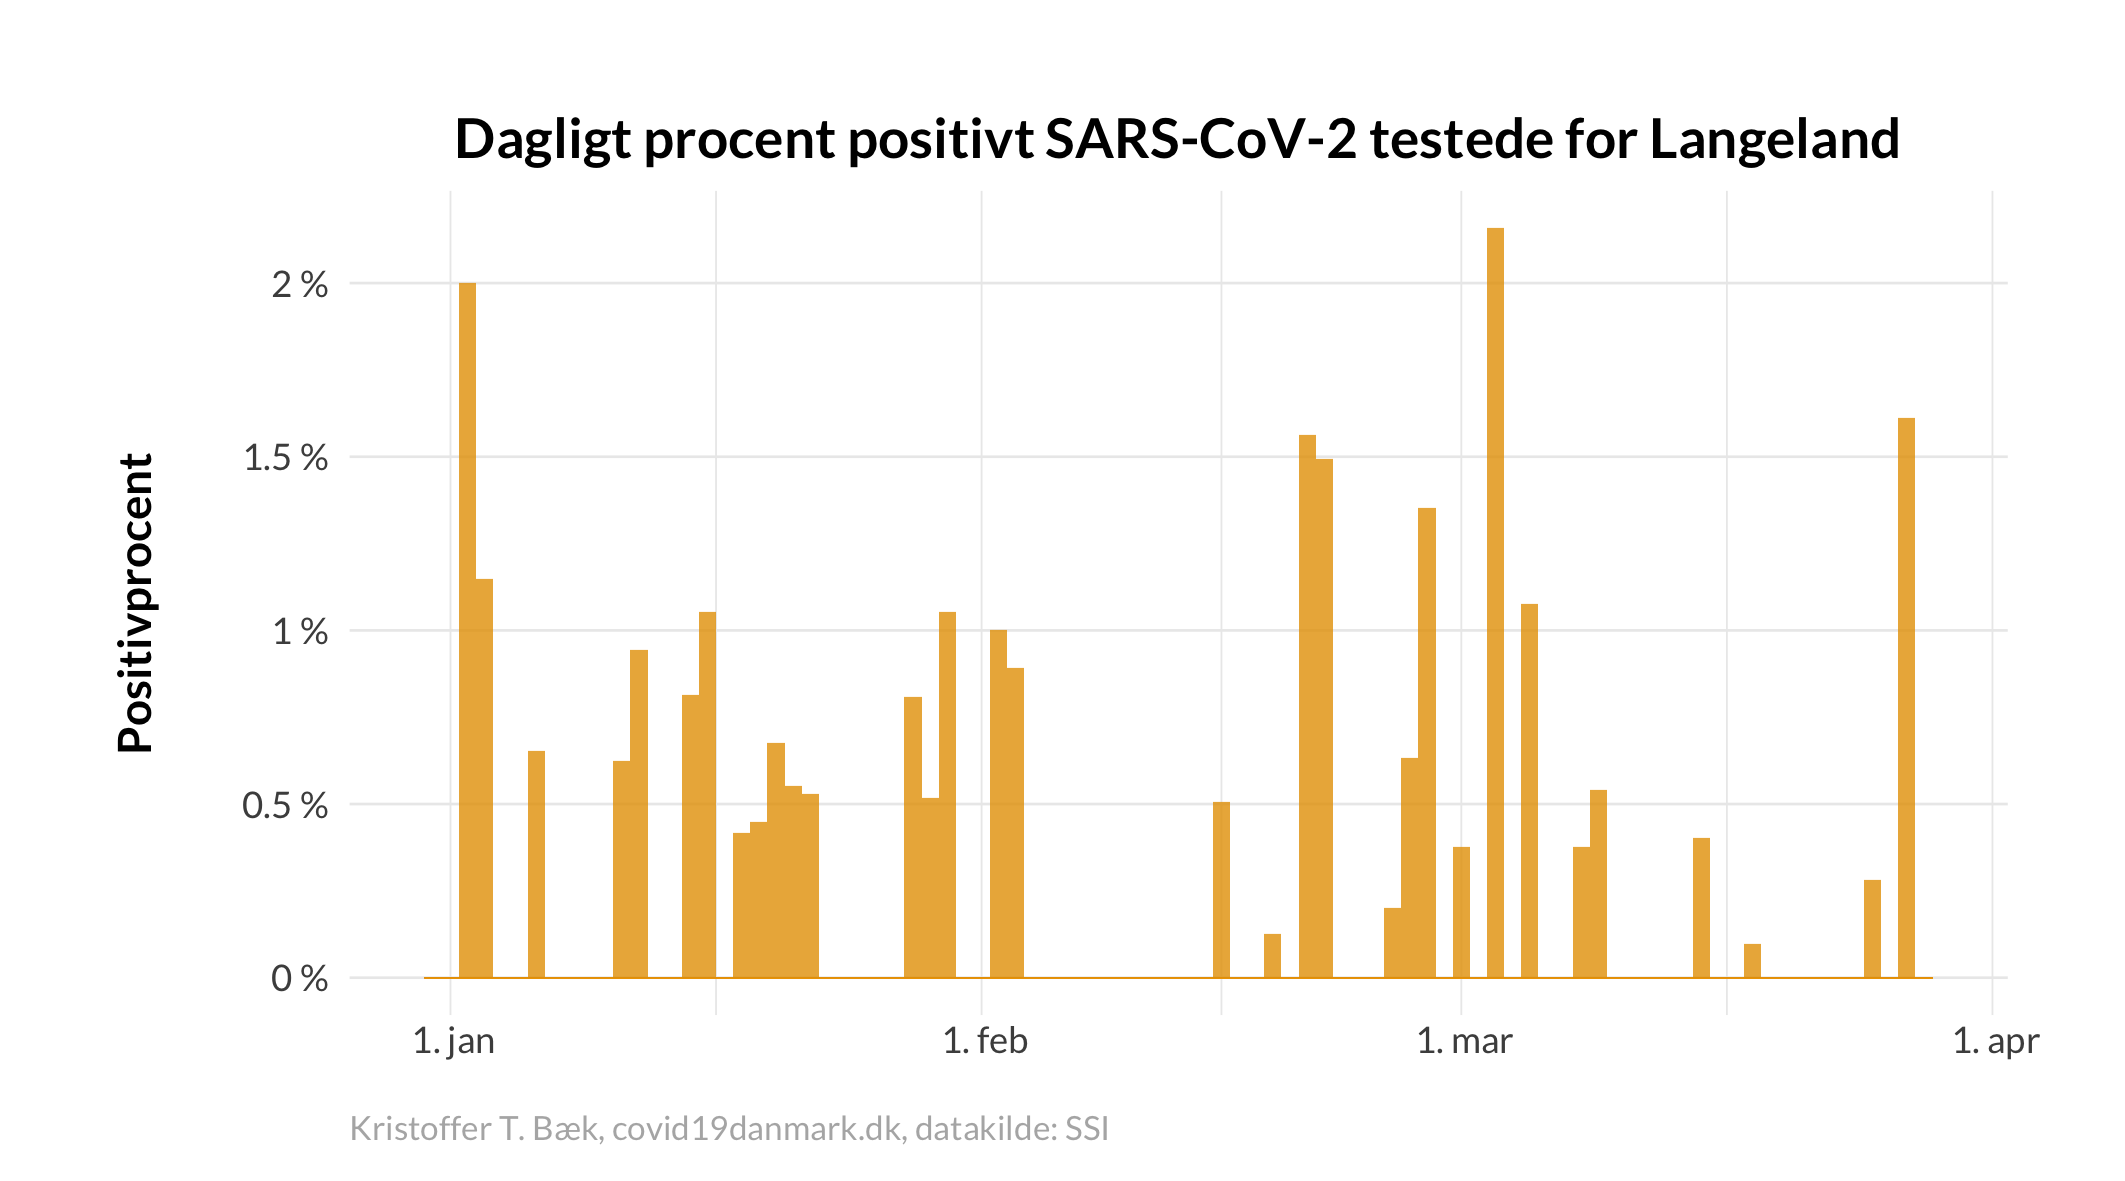 Dagligt procent positivt SARS-CoV-2 testede for Langeland
Positivprocent
2 %
1.5 %
1 %
0.5 %
0 %
1. jan
1. feb
1. mar
1. apr
Kristoffer T. Bæk, covid19danmark.dk, datakilde: SSI